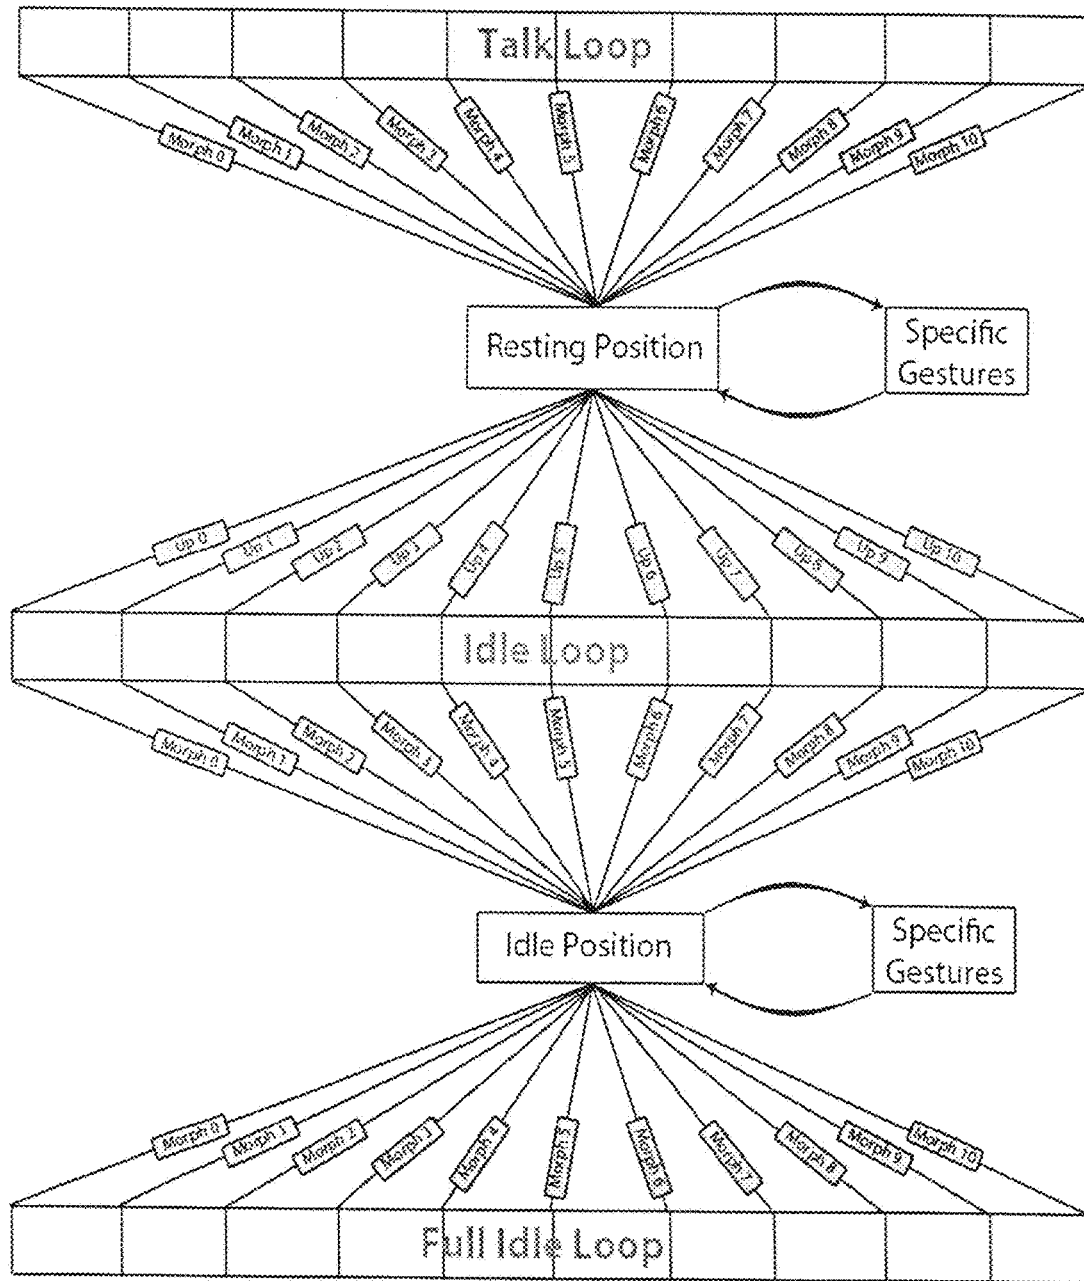 Talk Loop
Morph 0
Morph 1
Morph 2
Morph 3
Morph 4
Morph 5
Morph 6
Morph 7
Morph 8
Morph 9
Morph 10
Resting Position
Specific
Gestures
Up 0
Up 1
Up 2
Up 3
Up 4
Up 5
Up 6
Up 7
Up 8
Up 9
Up 10
Idle Loop
Morph 0
Morph 1
Morph 2
Morph 3
Morph 4
Morph 5
Morph 6
Morph 7
Morph 8
Morph 9
Morph 10
Idle Position
Specific
Gestures
Morph 0
Morph 1
Morph 2
Morph 3
Morph 4
Morph 5
Morph 6
Morph 7
Morph 8
Morph 9
Morph 10
Full Idle Loop